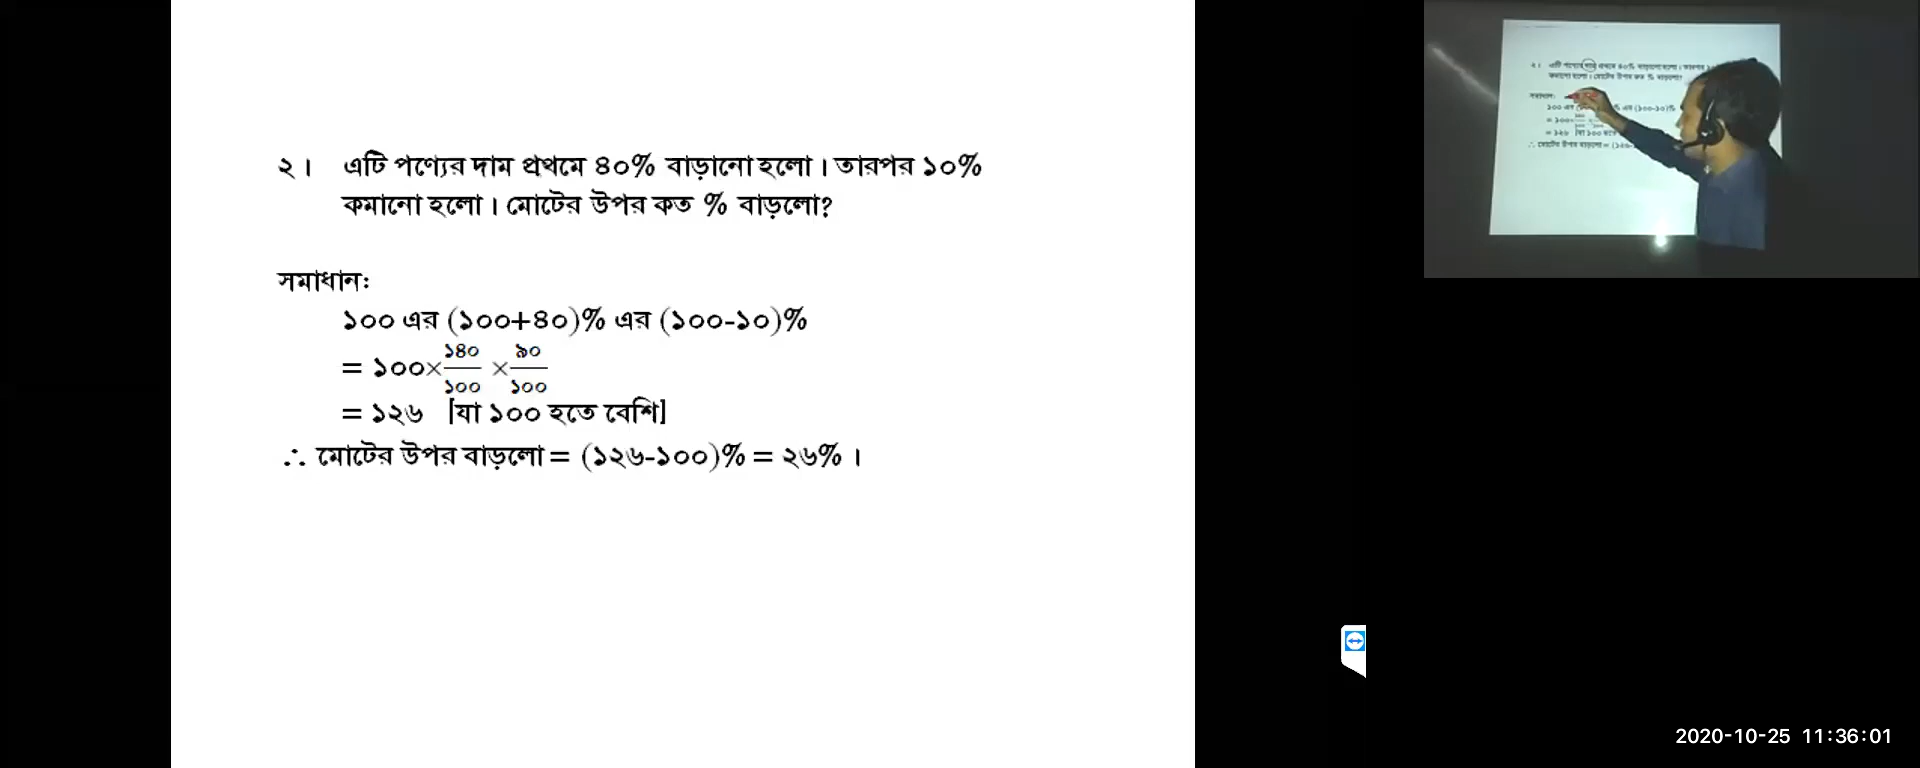 ২। এটি পণ্যের দাম প্রথমে ৪০% বাড়ানো হলো। তারপর ১০%
কমানো হলো। মোটের উপর কত % বাড়লো?
সমাধান:
১০০ এর (১০০+৪০)% এর (১০০-১০)%
= ১০০×১৪০/১০০ ×৯০/১০০
= ১২৬ [যা ১০০ হতে বেশি]
∴ মোটের উপর বাড়লো = (১২৬-১০০)% = ২৬% ।
2020-10-25 11:36:01